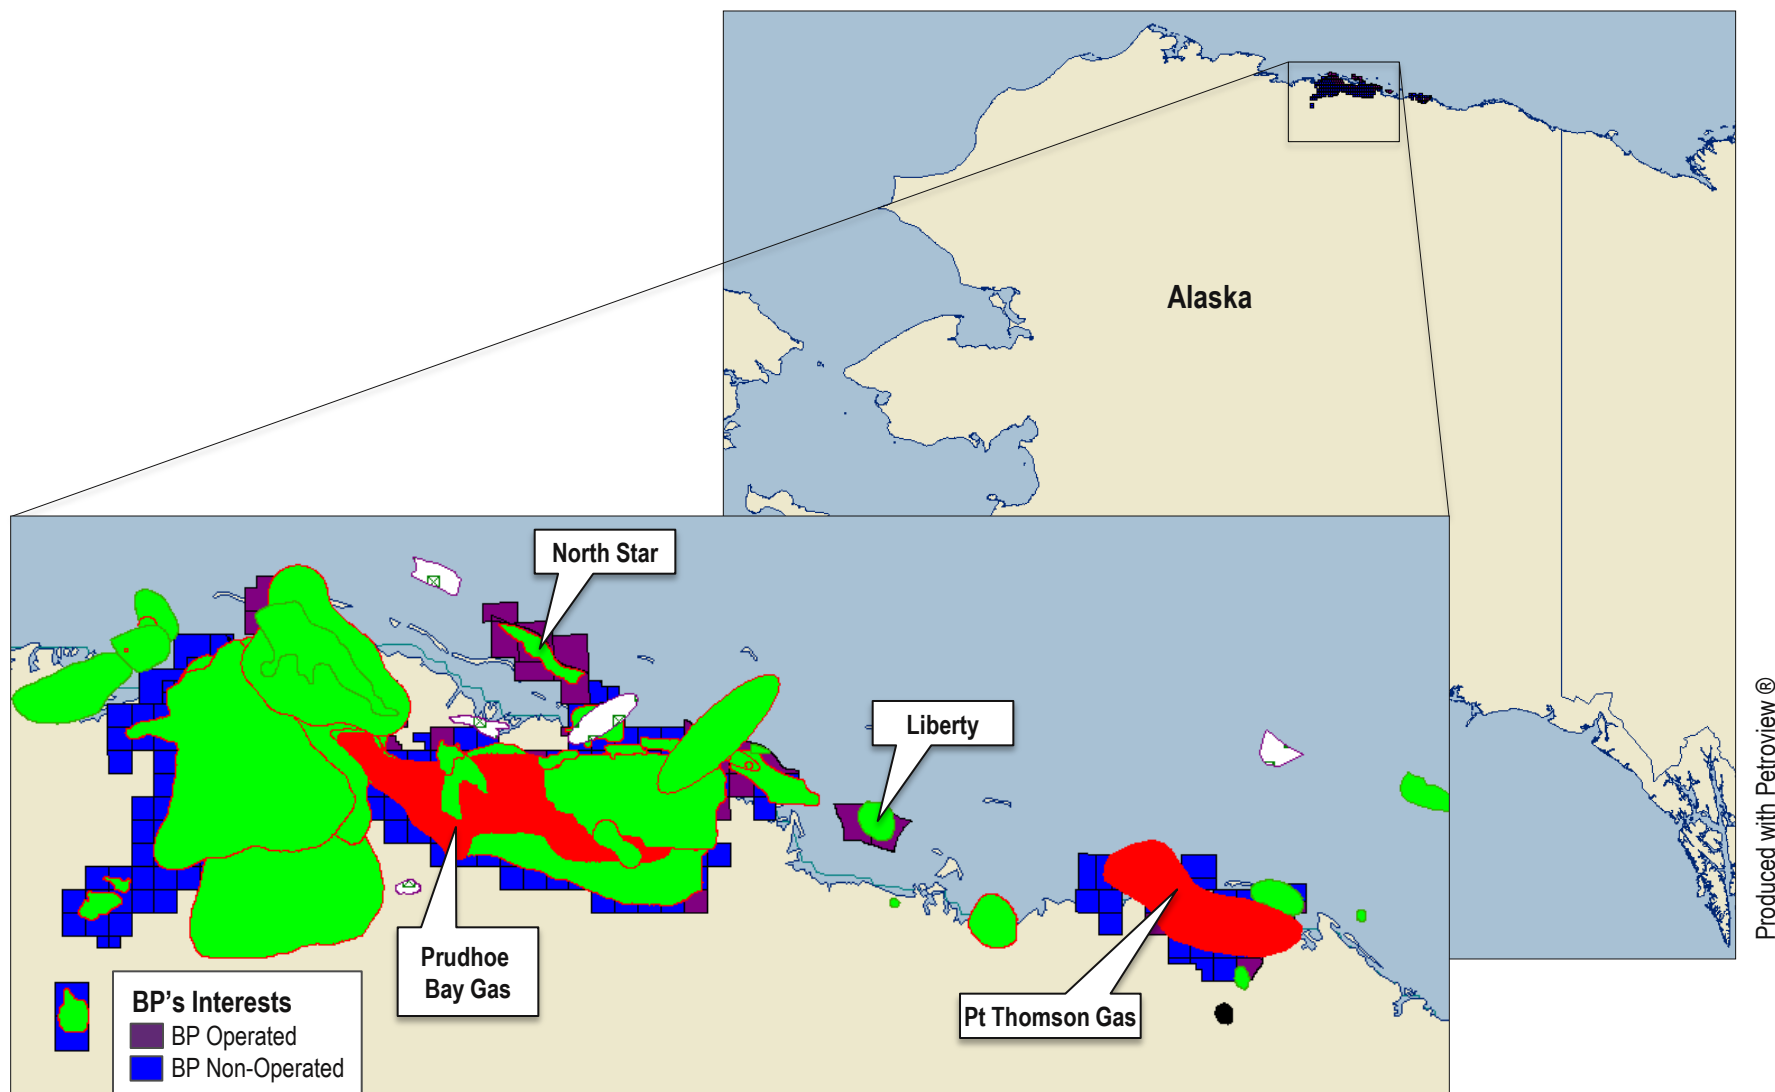 Alaska
North Star
Liberty
Prudhoe
Bay Gas
Pt Thomson Gas
BP's Interests
BP Operated
BP Non-Operated
Produced with Petroview ®